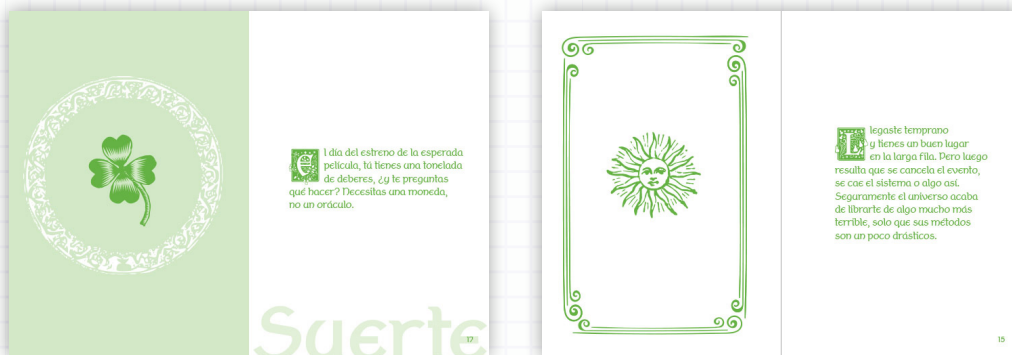 El día del estreno de la esperada
película, tú tienes una tonelada
de deberes, ¿y te preguntas
qué hacer? Necesitas una moneda,
no un oráculo.
Suerte
17
Llegaste temprano
y tienes un buen lugar
en la larga fila. Pero luego
resulta que se cancela el evento,
se cae el sistema o algo así.
Seguramente el universo acaba
de librarte de algo mucho más
terrible, solo que sus métodos
son un poco drásticos.
15